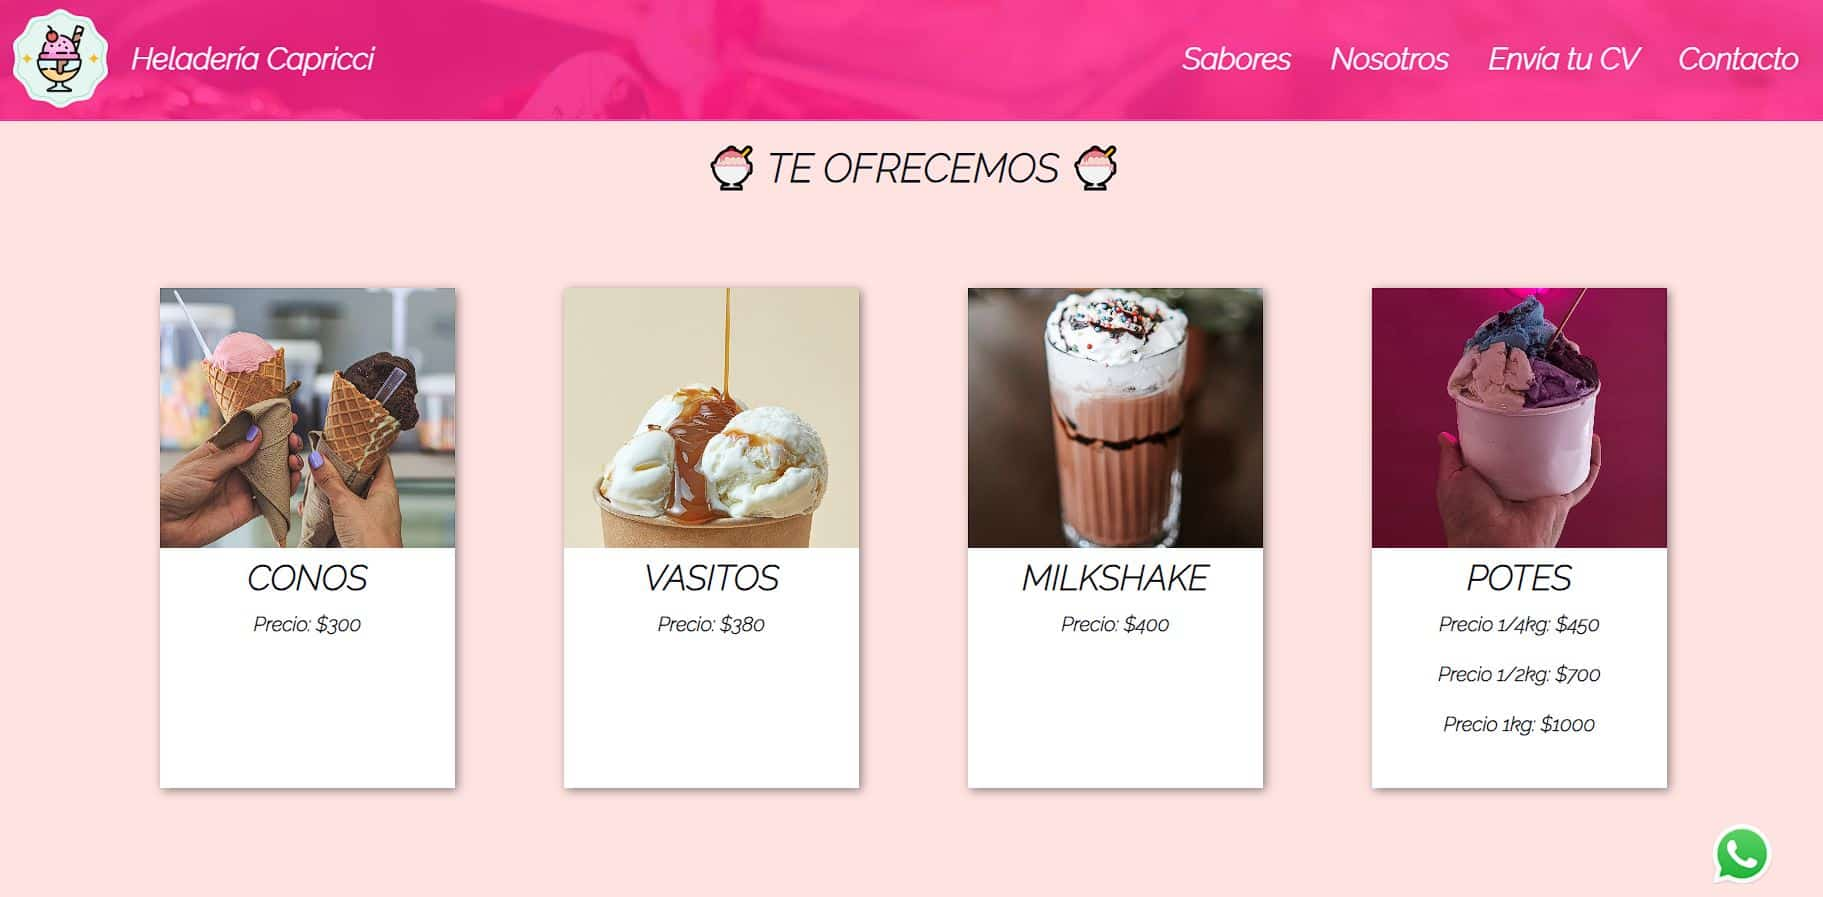 Heladería Capricci
Sabores
Nosotros
Envía tu CV
Contacto
TE OFRECEMOS
CONOS
Precio: $300
VASITOS
Precio: $380
MILKSHAKE
Precio: $400
POTES
Precio 1/4kg: $450
Precio 1/2kg: $700
Precio 1kg: $1000